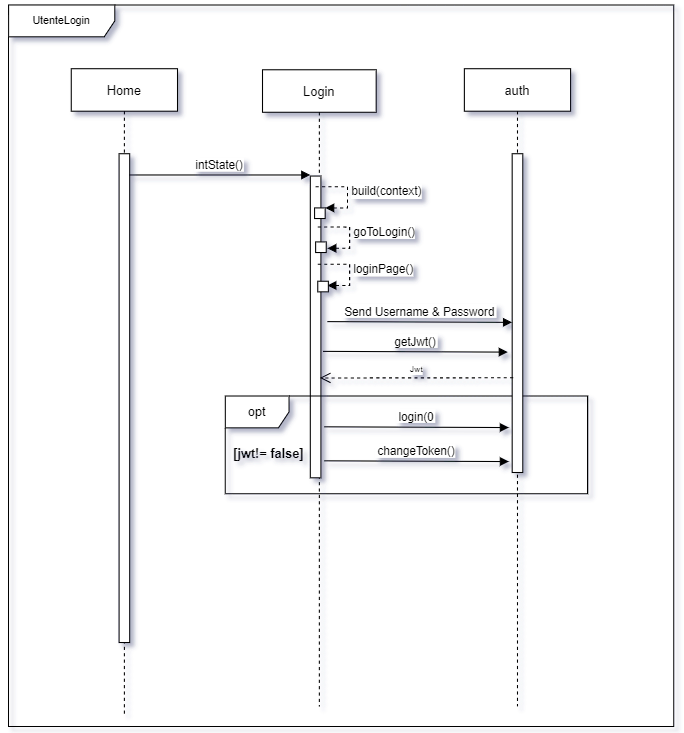 UtenteLogin
Home
Login
auth
intState()
build(context)
goToLogin()
loginPage()
Send Username & Password
getJwt()
Jwt
opt
login(0
[jwt!= false]
changeToken()